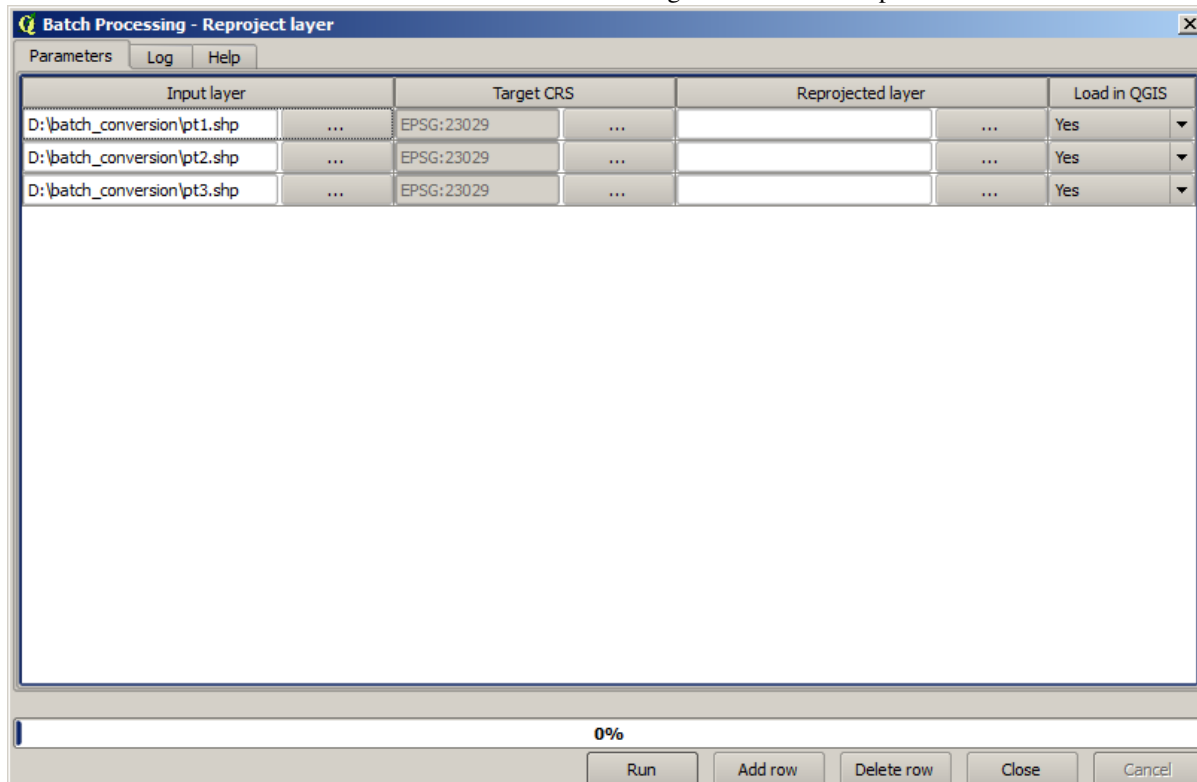 Batch Processing - Reproject layer
Parameters Log Help
Input layer Target CRS Reprojected layer Load in QGIS
D:\batch_conversion\pt1.shp ... EPSG:23029 ... ... Yes
D:\batch_conversion\pt2.shp ... EPSG:23029 ... ... Yes
D:\batch_conversion\pt3.shp ... EPSG:23029 ... ... Yes
0%
Run Add row Delete row Close Cancel